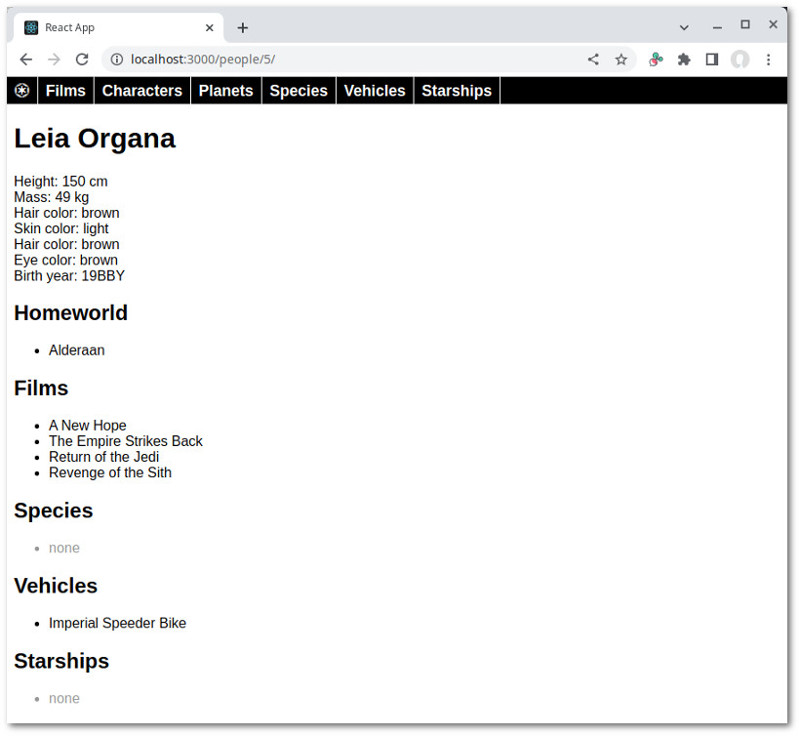 React App
localhost:3000/people/5/
Films Characters Planets Species Vehicles Starships
Leia Organa
Height: 150 cm
Mass: 49 kg
Hair color: brown
Skin color: light
Hair color: brown
Eye color: brown
Birth year: 19BBY
Homeworld
Alderaan
Films
A New Hope
The Empire Strikes Back
Return of the Jedi
Revenge of the Sith
Species
none
Vehicles
Imperial Speeder Bike
Starships
none